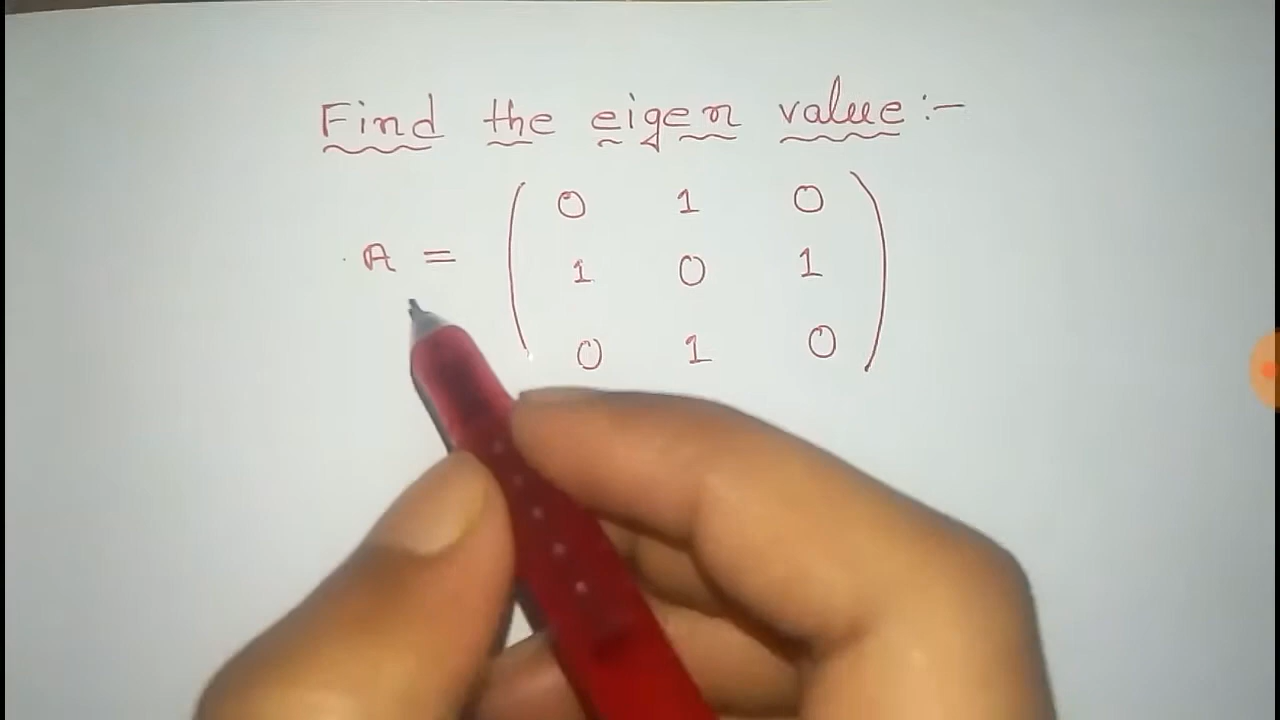 Find the eigen value:-
0 1 0
A = 1 0 1
0 1 0